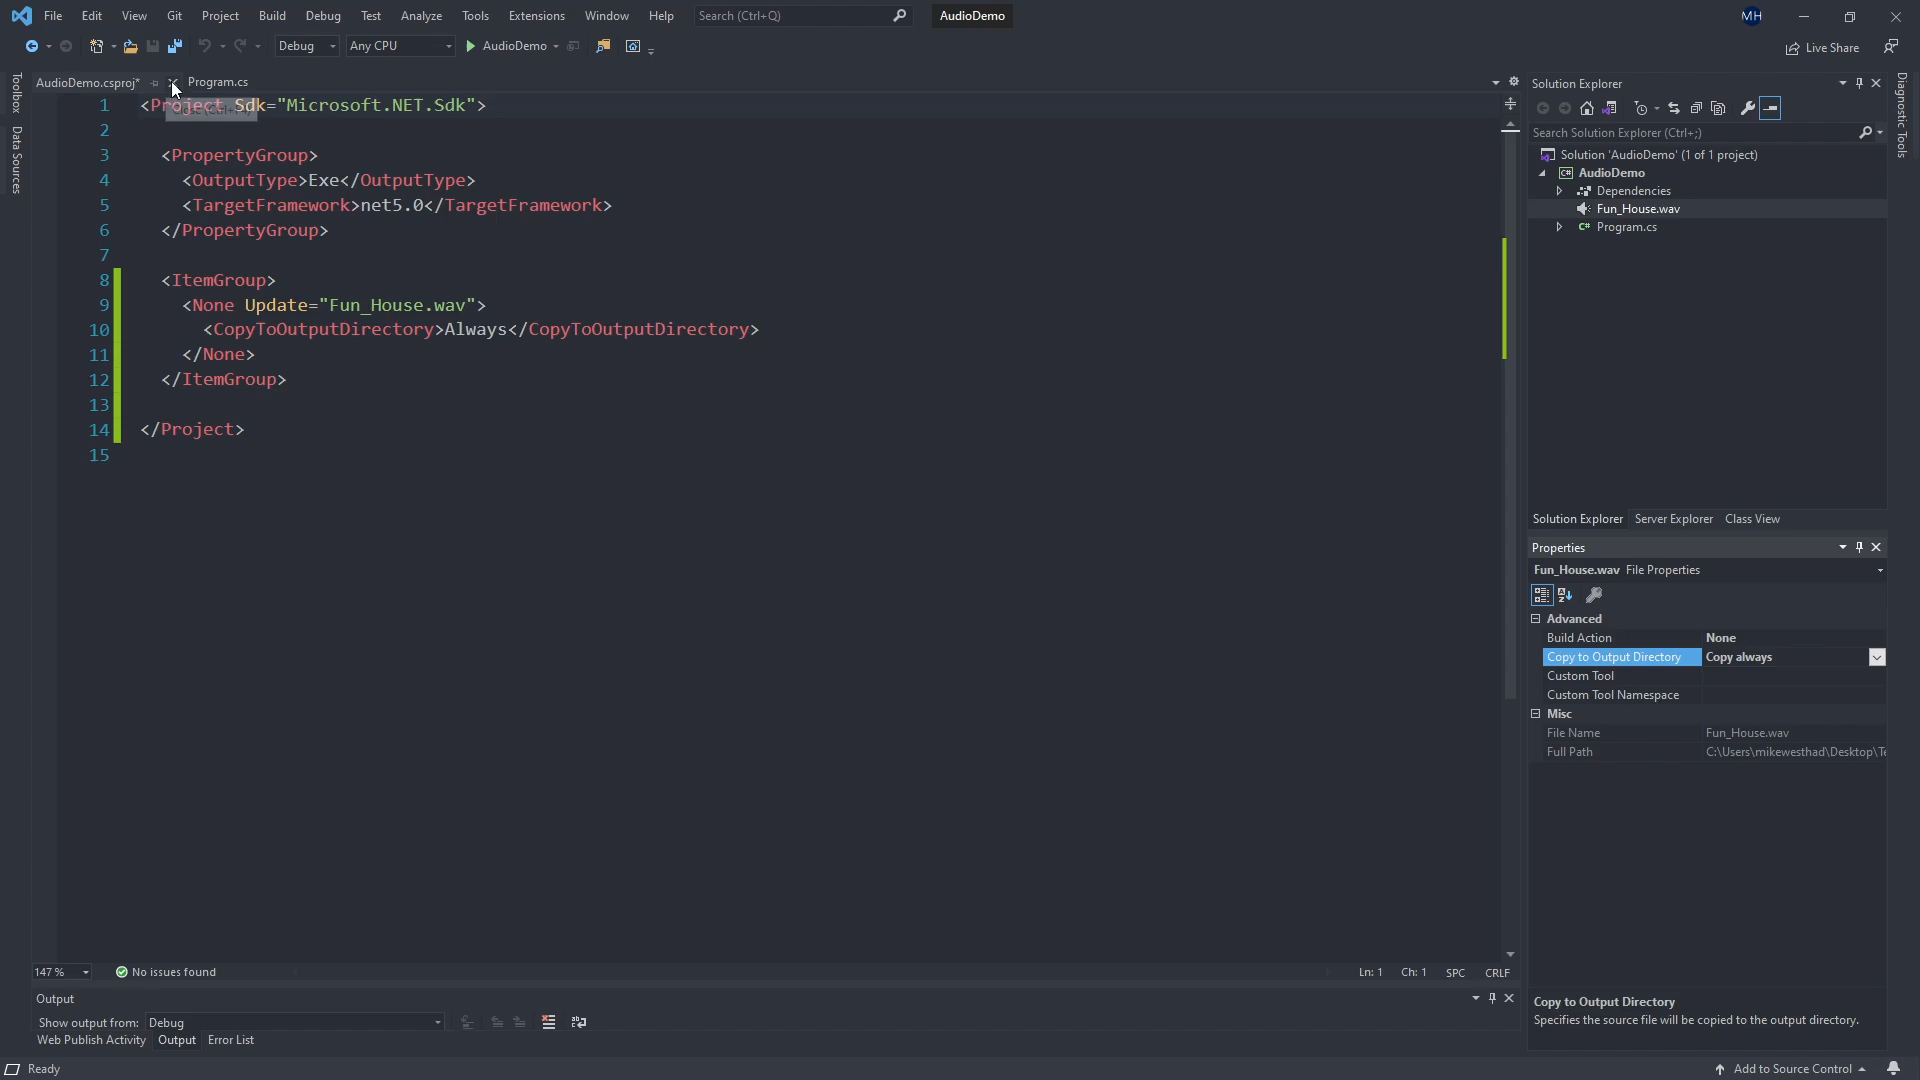 File Edit View Git Project Build Debug Test Analyze Tools Extensions Window Help Search (Ctrl+Q) AudioDemo MH
Debug Any CPU AudioDemo Live Share
Toolbox
Data Sources
AudioDemo.csproj* Program.cs
1 <Project Sdk="Microsoft.NET.Sdk">
Close (Ctrl+F4)
2
3 <PropertyGroup>
4 <OutputType>Exe</OutputType>
5 <TargetFramework>net5.0</TargetFramework>
6 </PropertyGroup>
7
8 <ItemGroup>
9 <None Update="Fun_House.wav">
10 <CopyToOutputDirectory>Always</CopyToOutputDirectory>
11 </None>
12 </ItemGroup>
13
14 </Project>
15
147 % No issues found Ln: 1 Ch: 1 SPC CRLF
Output
Show output from: Debug
Web Publish Activity Output Error List
Solution Explorer
Search Solution Explorer (Ctrl+;)
Solution 'AudioDemo' (1 of 1 project)
C# AudioDemo
Dependencies
Fun_House.wav
C# Program.cs
Solution Explorer Server Explorer Class View
Properties
Fun_House.wav File Properties
Advanced
Build Action None
Copy to Output Directory Copy always
Custom Tool
Custom Tool Namespace
Misc
File Name Fun_House.wav
Full Path C:\Users\mikewesthad\Desktop\Te
Copy to Output Directory
Specifies the source file will be copied to the output directory.
Diagnostic Tools
Ready Add to Source Control